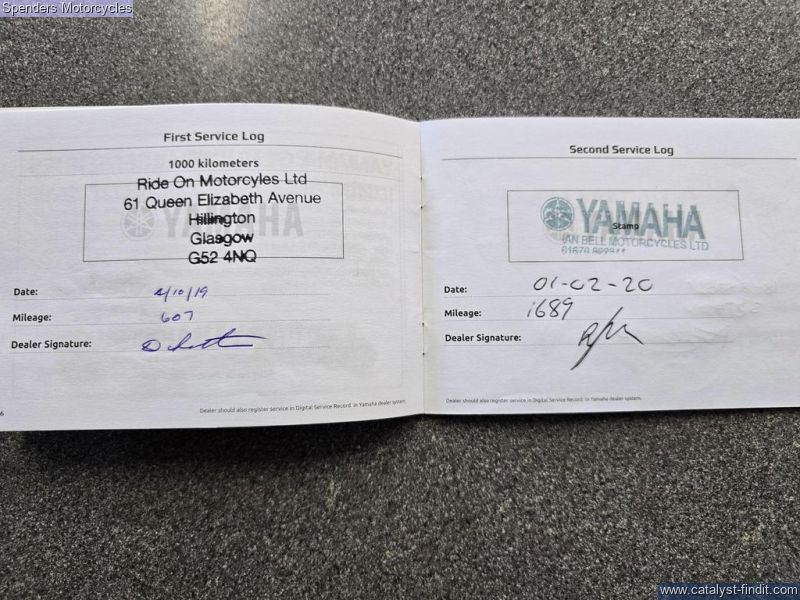 Spenders Motorcycles
First Service Log
1000 kilometers
Ride On Motorcyles Ltd
61 Queen Elizabeth Avenue
Hillington
Glasgow
G52 4NQ
YAMAHA
Date: 4/10/19
Mileage: 607
Dealer Signature:
Dealer should also register service in Digital Service Record in Yamaha dealer system.
6
Second Service Log
YAMAHA
Stamp
IAN BELL MOTORCYCLES LTD
Date: 01-02-20
Mileage: 1689
Dealer Signature:
Dealer should also register service in Digital Service Record in Yamaha dealer system.
www.catalyst-findit.com